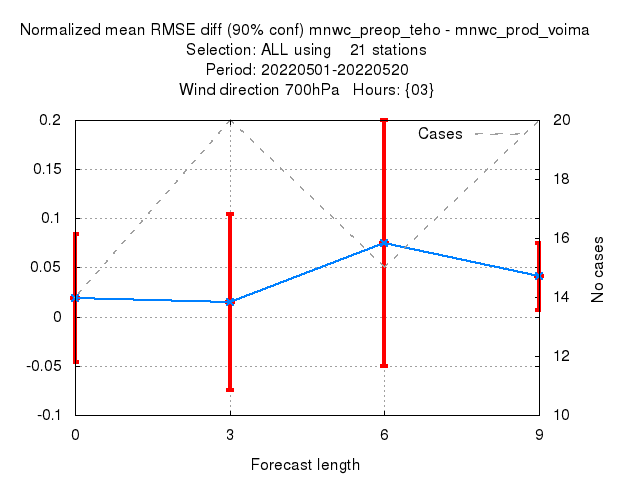 Normalized mean RMSE diff (90% conf) mnwc_preop_teho - mnwc_prod_voima
Selection: ALL using    21 stations
Period: 20220501-20220520
Wind direction 700hPa   Hours: {03}
Cases
0.2
0.15
0.1
0.05
0
-0.05
-0.1
20
18
16
14
12
10
No cases
0 3 6 9
Forecast length